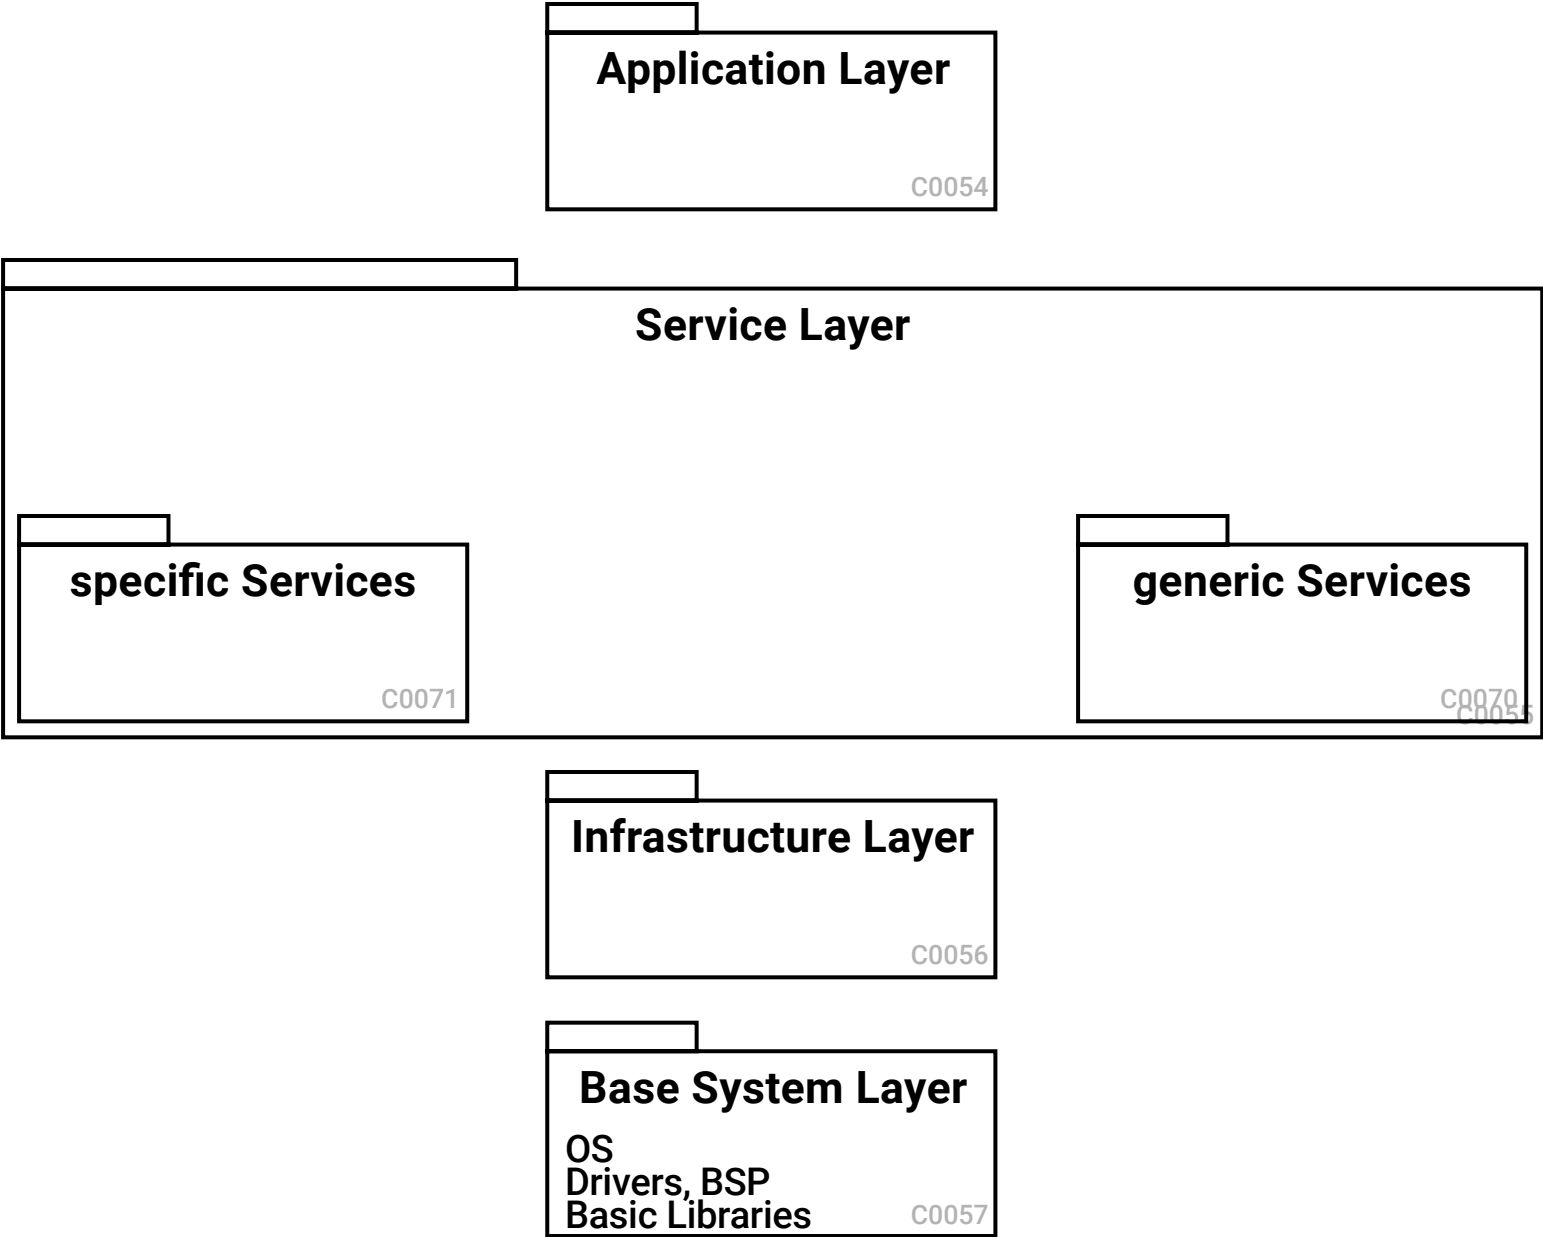 Application Layer
C0054
Service Layer
specific Services
generic Services
C0071
C0070
C0055
Infrastructure Layer
C0056
Base System Layer
OS
Drivers, BSP
Basic Libraries
C0057